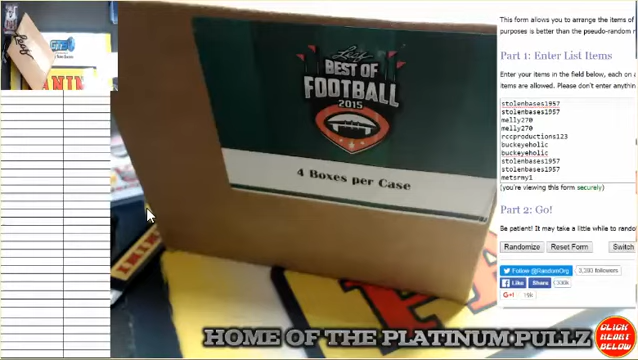 Leaf
BEST OF
FOOTBALL
2015
4 Boxes per Case
HOME OF THE PLATINUM PULLZ
CLICK
HEART
BELOW
This form allows you to arrange the items of
purposes is better than the pseudo-random
Part 1: Enter List Items
Enter your items in the field below, each on a
items are allowed. Please don't enter anythin
stolenbases1957
stolenbases1957
melly270
melly270
rccproductions123
buckeyeholic
buckeyeholic
stolenbases1957
stolenbases1957
metsrmy1
(you're viewing this form securely)
Part 2: Go!
Be patient! It may take a little while to rando
Randomize
Reset Form
Switch
Follow @RandomOrg
Like
Share
G+1